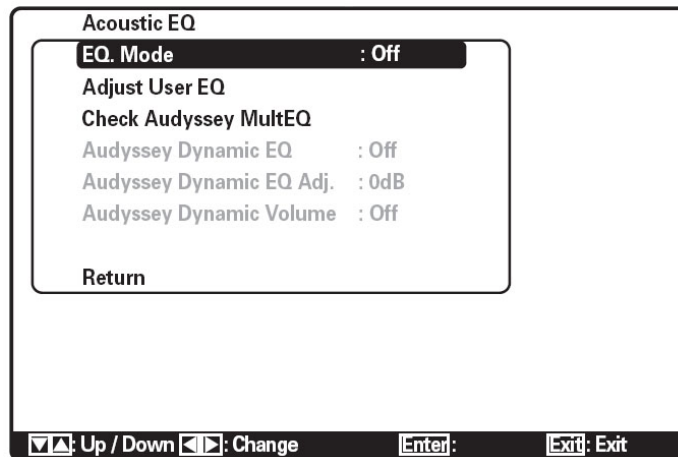 Acoustic EQ
EQ. Mode : Off
Adjust User EQ
Check Audyssey MultEQ
Audyssey Dynamic EQ : Off
Audyssey Dynamic EQ Adj. : 0dB
Audyssey Dynamic Volume : Off
Return
▼▲: Up / Down ◀▶: Change Enter: Exit: Exit